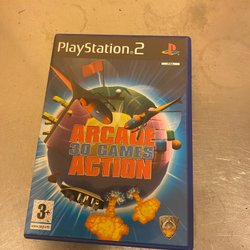 PlayStation 2
ARCADE
30 GAMES
ACTION
3+